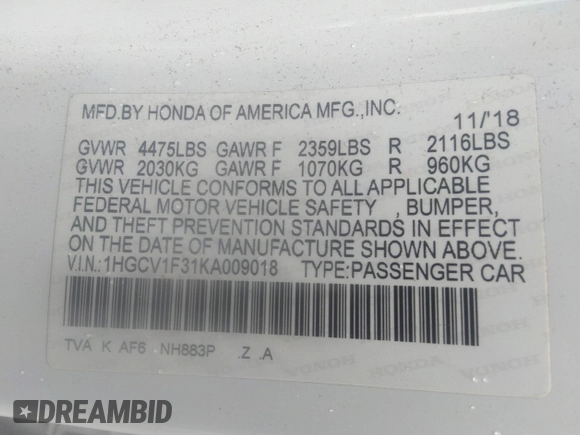 MFD.BY HONDA OF AMERICA MFG.,INC. 11/'18
GVWR 4475LBS GAWR F 2359LBS R 2116LBS
GVWR 2030KG GAWR F 1070KG R 960KG
THIS VEHICLE CONFORMS TO ALL APPLICABLE
FEDERAL MOTOR VEHICLE SAFETY , BUMPER,
AND THEFT PREVENTION STANDARDS IN EFFECT
ON THE DATE OF MANUFACTURE SHOWN ABOVE.
V.I.N.:1HGCV1F31KA009018 TYPE:PASSENGER CAR
TVA K AF6 NH883P .Z .A
DREAMBID